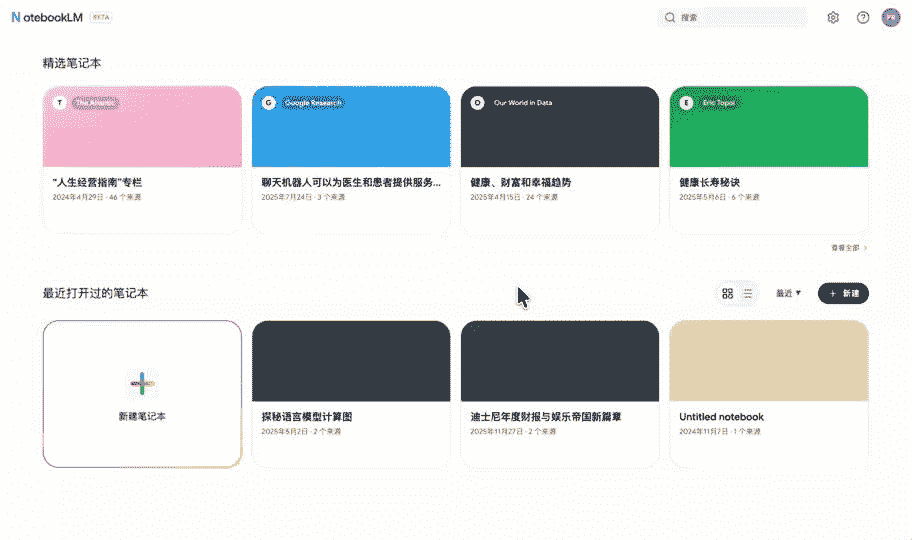 NotebookLM BETA
搜索
精选笔记本
T The Atlantic
G Google Research
O Our World in Data
E Eric Topol
“人生经营指南”专栏
2024年4月29日 · 46 个来源
聊天机器人可以为医生和患者提供服务...
2025年7月24日 · 3 个来源
健康、财富和幸福趋势
2025年4月15日 · 24 个来源
健康长寿秘诀
2025年5月6日 · 6 个来源
查看全部
最近打开过的笔记本
最近
+ 新建
新建笔记本
探秘语言模型计算图
2025年5月2日 · 2 个来源
迪士尼年度财报与娱乐帝国新篇章
2025年11月27日 · 2 个来源
Untitled notebook
2024年11月7日 · 1 个来源